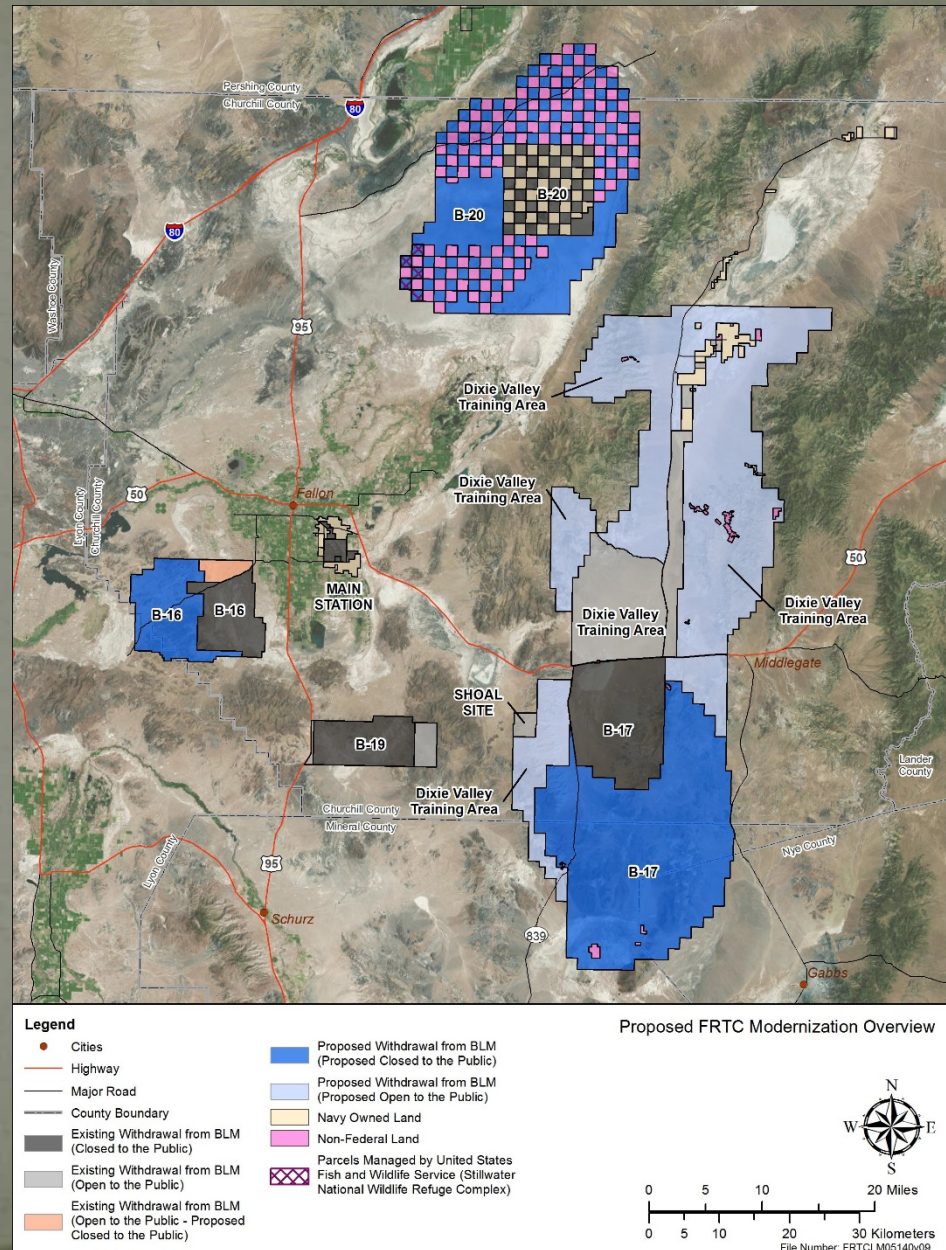 Pershing County
Churchill County
80
80
Washoe County
B-20
B-20
95
Dixie Valley
Training Area
Dixie Valley
Training Area
50
Fallon
Lyon County
Churchill County
MAIN
STATION
B-16
B-16
50
Dixie Valley
Training Area
Dixie Valley
Training Area
Middlegate
SHOAL
SITE
B-17
B-19
Lander
County
Dixie Valley
Training Area
Churchill County
Mineral County
Nye County
Lyon County
95
B-17
Schurz
839
Gabbs
Legend
Cities
Highway
Major Road
County Boundary
Existing Withdrawal from BLM
(Closed to the Public)
Existing Withdrawal from BLM
(Open to the Public)
Existing Withdrawal from BLM
(Open to the Public - Proposed
Closed to the Public)
Proposed Withdrawal from BLM
(Proposed Closed to the Public)
Proposed Withdrawal from BLM
(Proposed Open to the Public)
Navy Owned Land
Non-Federal Land
Parcels Managed by United States
Fish and Wildlife Service (Stillwater
National Wildlife Refuge Complex)
Proposed FRTC Modernization Overview
N
W E
S
0 5 10 20 Miles
0 5 10 20 30 Kilometers
File Number: FRTCLM05140v09